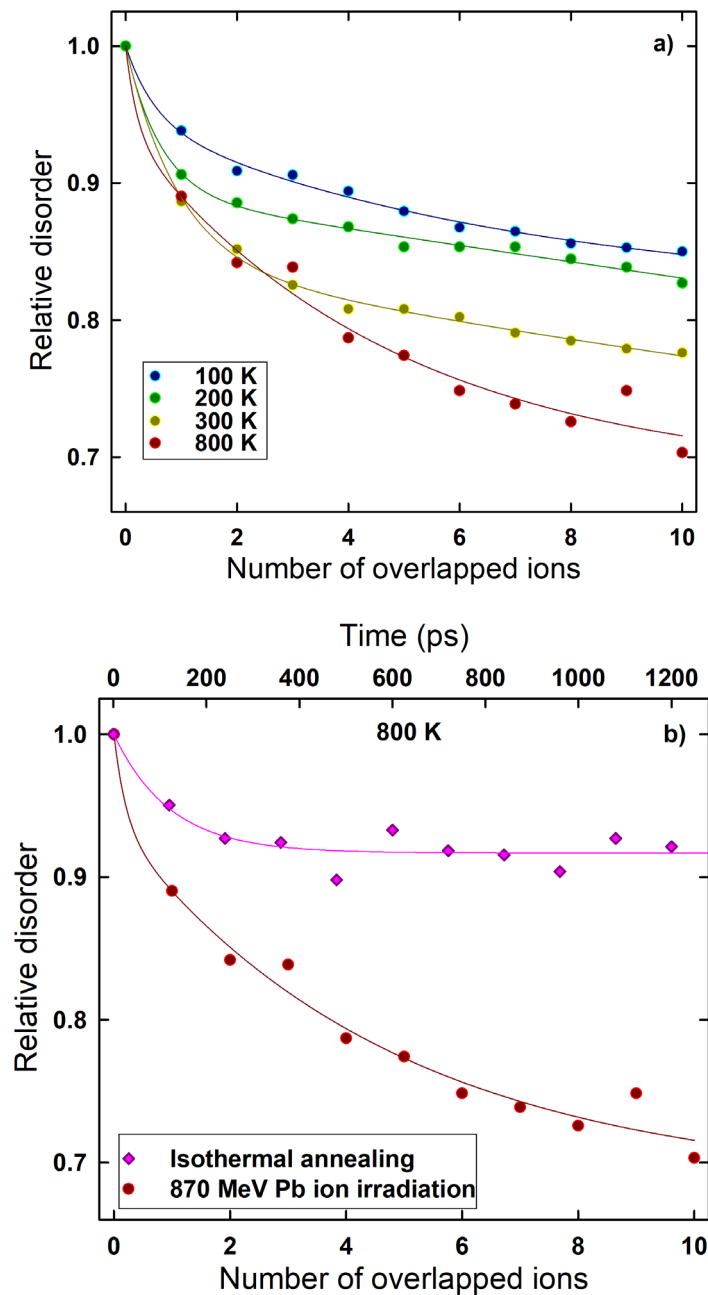 a)
1.0
0.9
0.8
0.7
Relative disorder
100 K
200 K
300 K
800 K
0 2 4 6 8 10
Number of overlapped ions
Time (ps)
0 200 400 600 800 1000 1200
800 K b)
1.0
0.9
0.8
0.7
Relative disorder
Isothermal annealing
870 MeV Pb ion irradiation
0 2 4 6 8 10
Number of overlapped ions